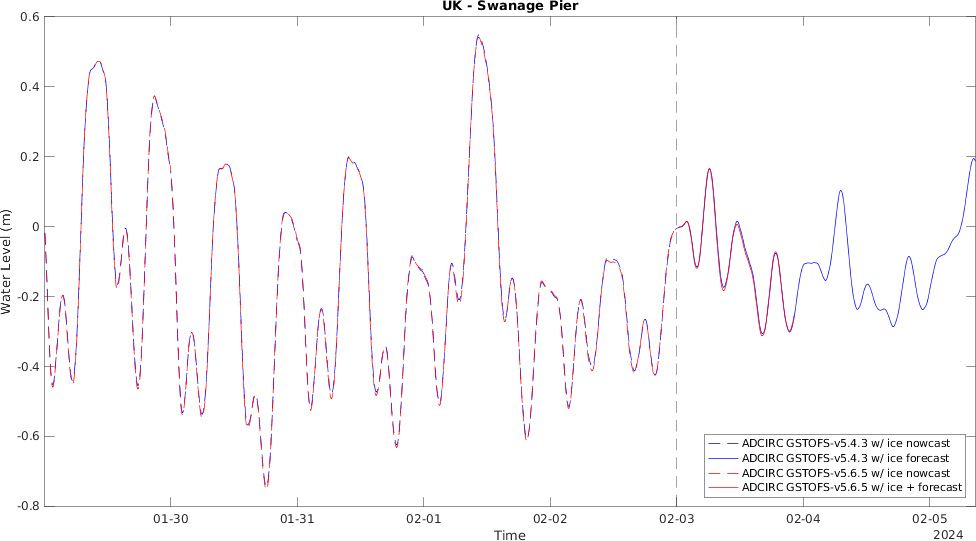 UK - Swanage Pier
0.6
0.4
0.2
0
-0.2
-0.4
-0.6
-0.8
Water Level (m)
01-30
01-31
02-01
02-02
02-03
02-04
02-05
Time
2024
ADCIRC GSTOFS-v5.4.3 w/ ice nowcast
ADCIRC GSTOFS-v5.4.3 w/ ice forecast
ADCIRC GSTOFS-v5.6.5 w/ ice nowcast
ADCIRC GSTOFS-v5.6.5 w/ ice + forecast